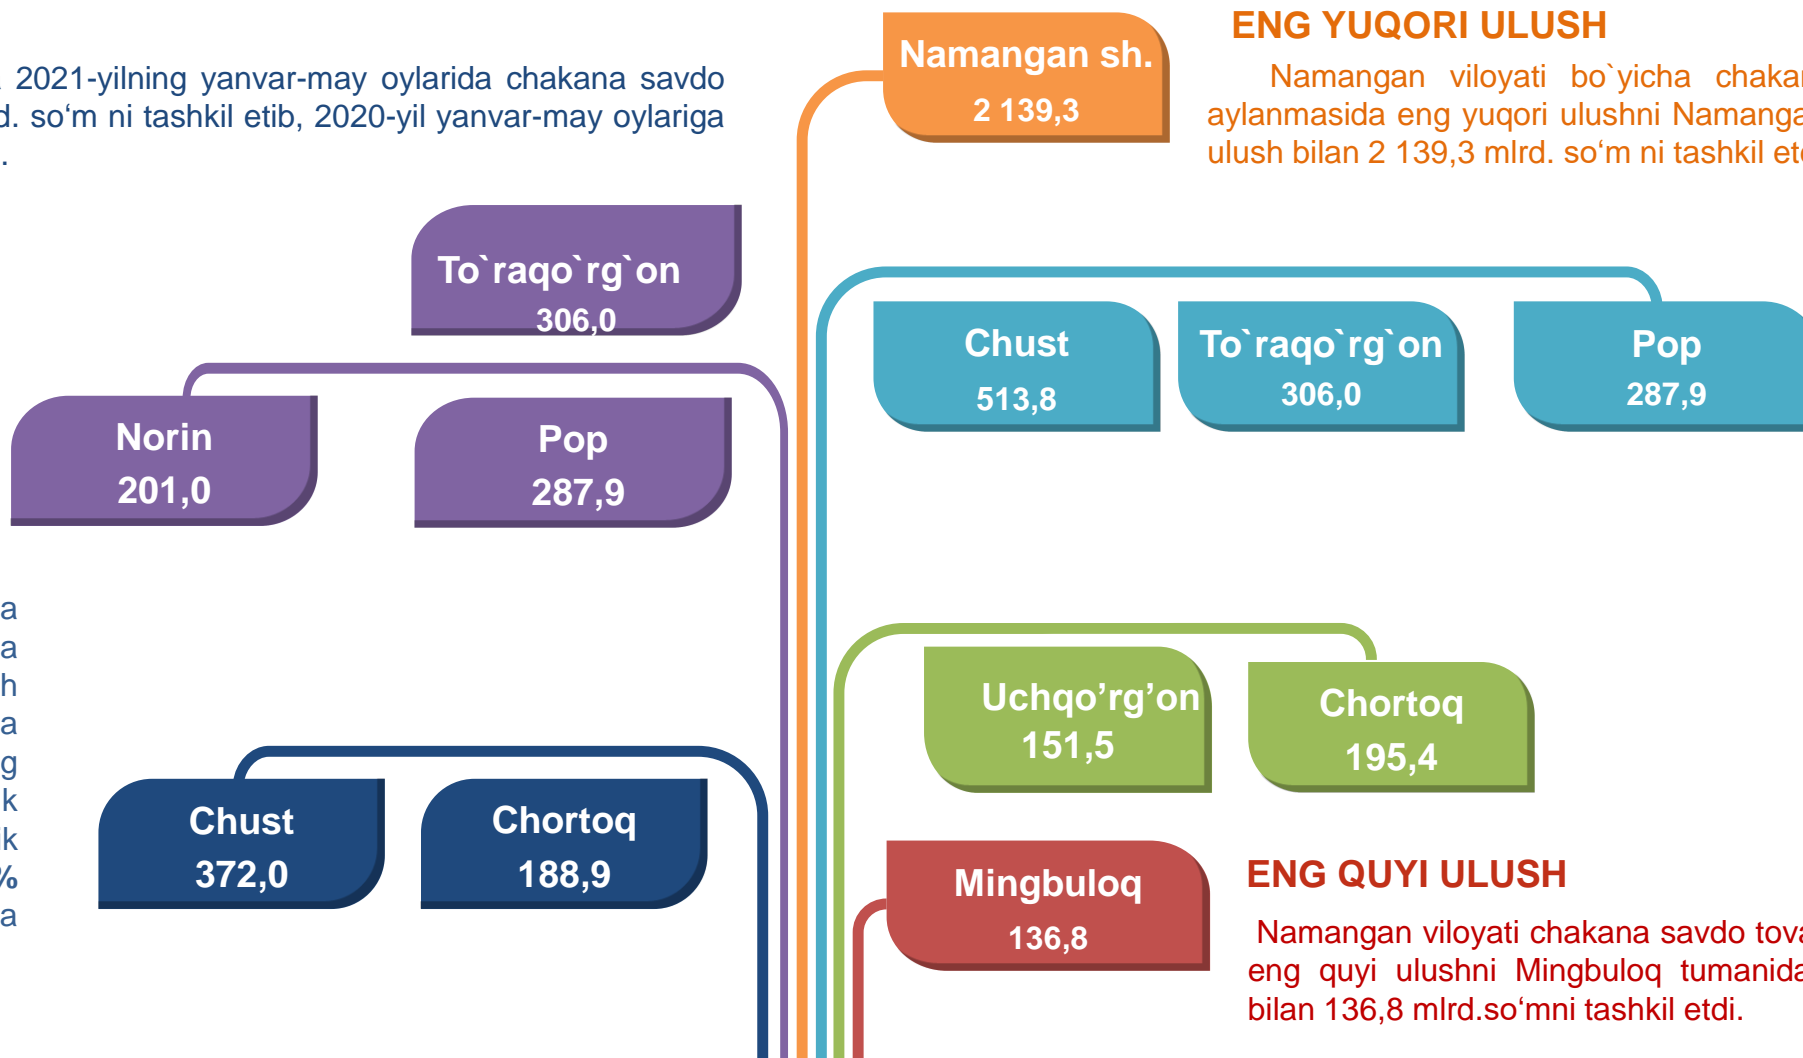 2021-yilning yanvar-may oylarida chakana savdo
so‘m ni tashkil etib, 2020-yil yanvar-may oylariga
.
Namangan sh.
2 139,3
ENG YUQORI ULUSH
Namangan viloyati bo`yicha
aylanmasida eng yuqori ulushni
ulush bilan 2 139,3 mlrd. so‘m ni tashkil
To`raqo`rg`on
306,0
Norin
201,0
Pop
287,9
Chust
513,8
To`raqo`rg`on
306,0
Pop
287,9
Uchqo’rg’on
151,5
Chortoq
195,4
Chust
372,0
Chortoq
188,9
%
Mingbuloq
136,8
ENG QUYI ULUSH
Namangan viloyati chakana savdo
eng quyi ulushni Mingbuloq
bilan 136,8 mlrd.so‘mni tashkil etdi.